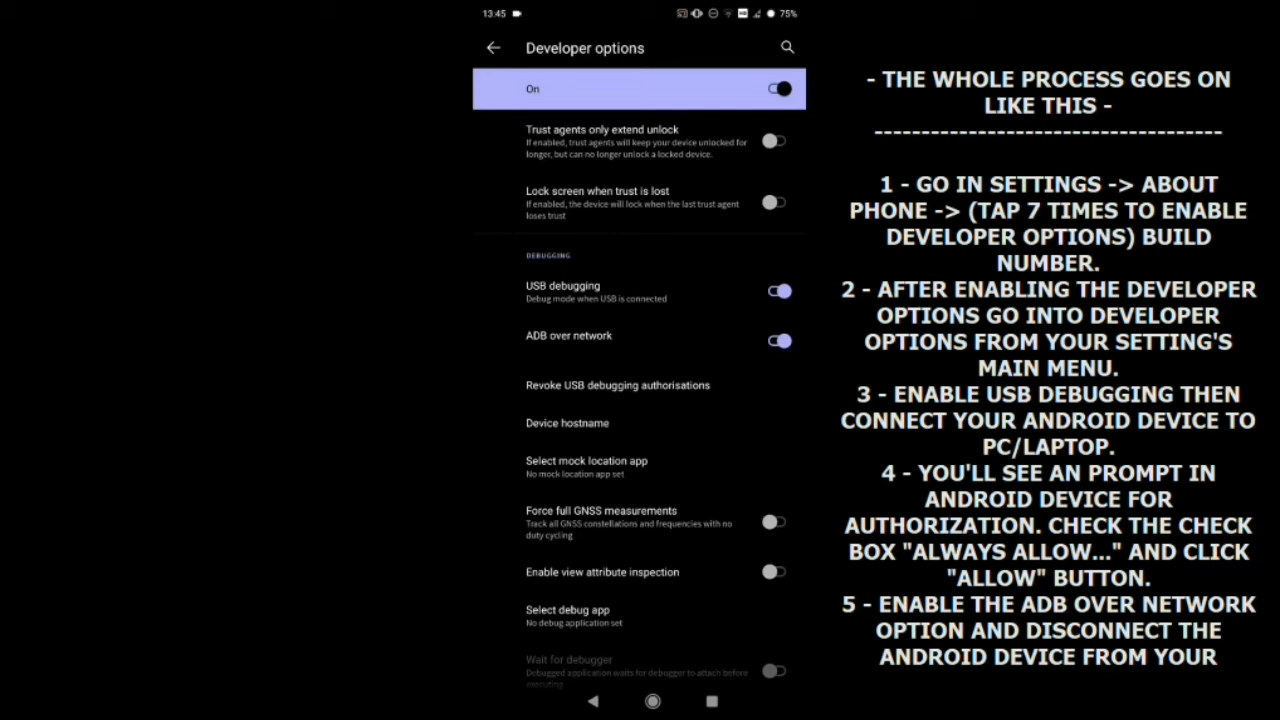 13:45
75%
Developer options
On
Trust agents only extend unlock
If enabled, trust agents will keep your device unlocked for
longer, but can no longer unlock a locked device.
Lock screen when trust is lost
If enabled, the device will lock when the last trust agent
loses trust
DEBUGGING
USB debugging
Debug mode when USB is connected
ADB over network
Revoke USB debugging authorisations
Device hostname
Select mock location app
No mock location app set
Force full GNSS measurements
Track all GNSS constellations and frequencies with no
duty cycling
Enable view attribute inspection
Select debug app
No debug application set
Wait for debugger
Debugged application waits for debugger to attach before
executing
- THE WHOLE PROCESS GOES ON
LIKE THIS -
-------------------------------------
1 - GO IN SETTINGS -> ABOUT
PHONE -> (TAP 7 TIMES TO ENABLE
DEVELOPER OPTIONS) BUILD
NUMBER.
2 - AFTER ENABLING THE DEVELOPER
OPTIONS GO INTO DEVELOPER
OPTIONS FROM YOUR SETTING'S
MAIN MENU.
3 - ENABLE USB DEBUGGING THEN
CONNECT YOUR ANDROID DEVICE TO
PC/LAPTOP.
4 - YOU'LL SEE AN PROMPT IN
ANDROID DEVICE FOR
AUTHORIZATION. CHECK THE CHECK
BOX "ALWAYS ALLOW..." AND CLICK
"ALLOW" BUTTON.
5 - ENABLE THE ADB OVER NETWORK
OPTION AND DISCONNECT THE
ANDROID DEVICE FROM YOUR